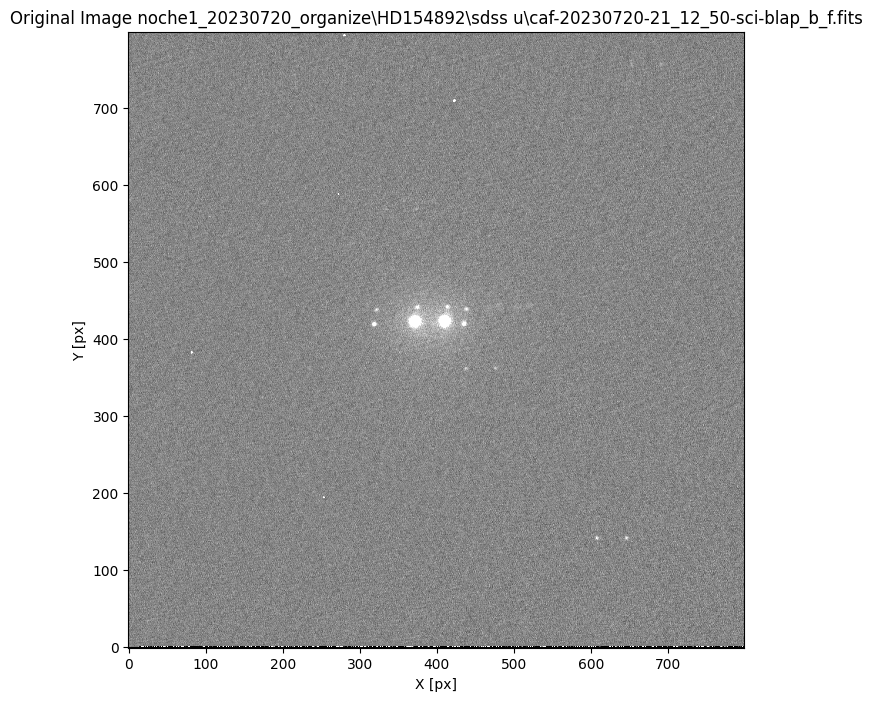 Original Image noche1_20230720_organize\HD154892\sdss u\caf-20230720-21_12_50-sci-blap_b_f.fits
700
600
500
400
300
200
100
0
Y [px]
0 100 200 300 400 500 600 700
X [px]